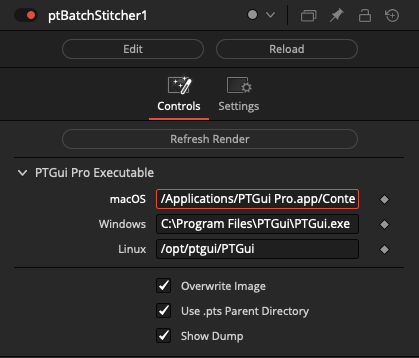 ptBatchStitcher1
Edit Reload
Controls Settings
Refresh Render
PTGui Pro Executable
macOS /Applications/PTGui Pro.app/Conte
Windows C:\Program Files\PTGui\PTGui.exe
Linux /opt/ptgui/PTGui
Overwrite Image
Use .pts Parent Directory
Show Dump